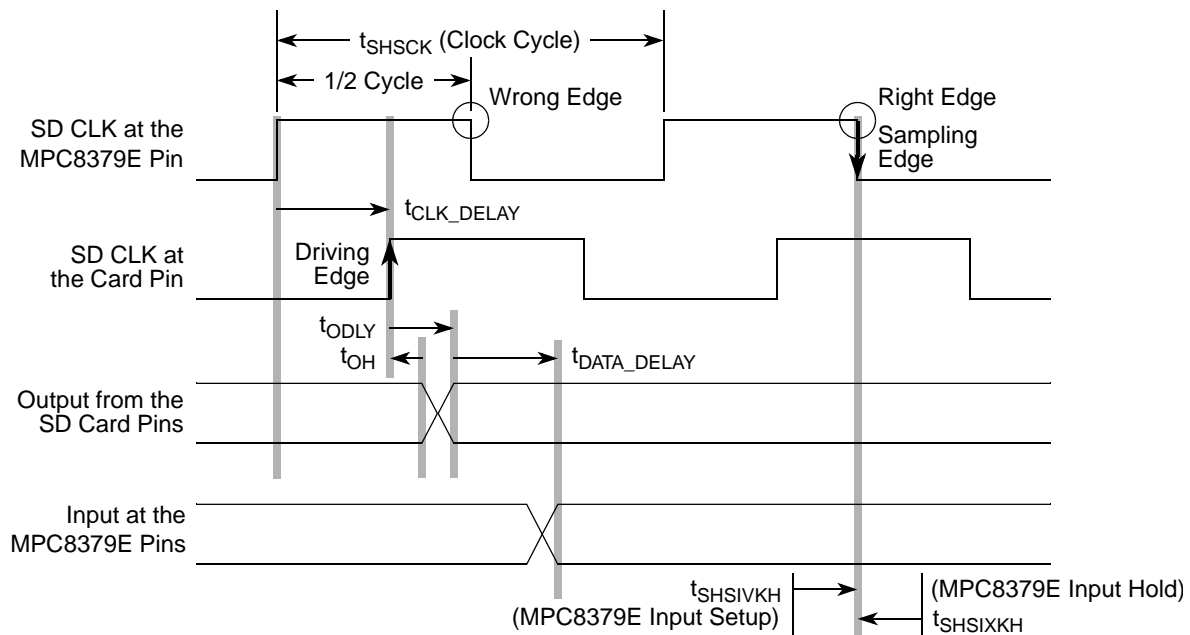 tSHSCK (Clock Cycle)
1/2 Cycle
Wrong Edge
Right Edge
SD CLK at the
MPC8379E Pin
Sampling
Edge
tCLK_DELAY
SD CLK at
the Card Pin
Driving
Edge
tODLY
tOH
tDATA_DELAY
Output from the
SD Card Pins
Input at the
MPC8379E Pins
tSHSIVKH
(MPC8379E Input Setup)
(MPC8379E Input Hold)
tSHSIXKH